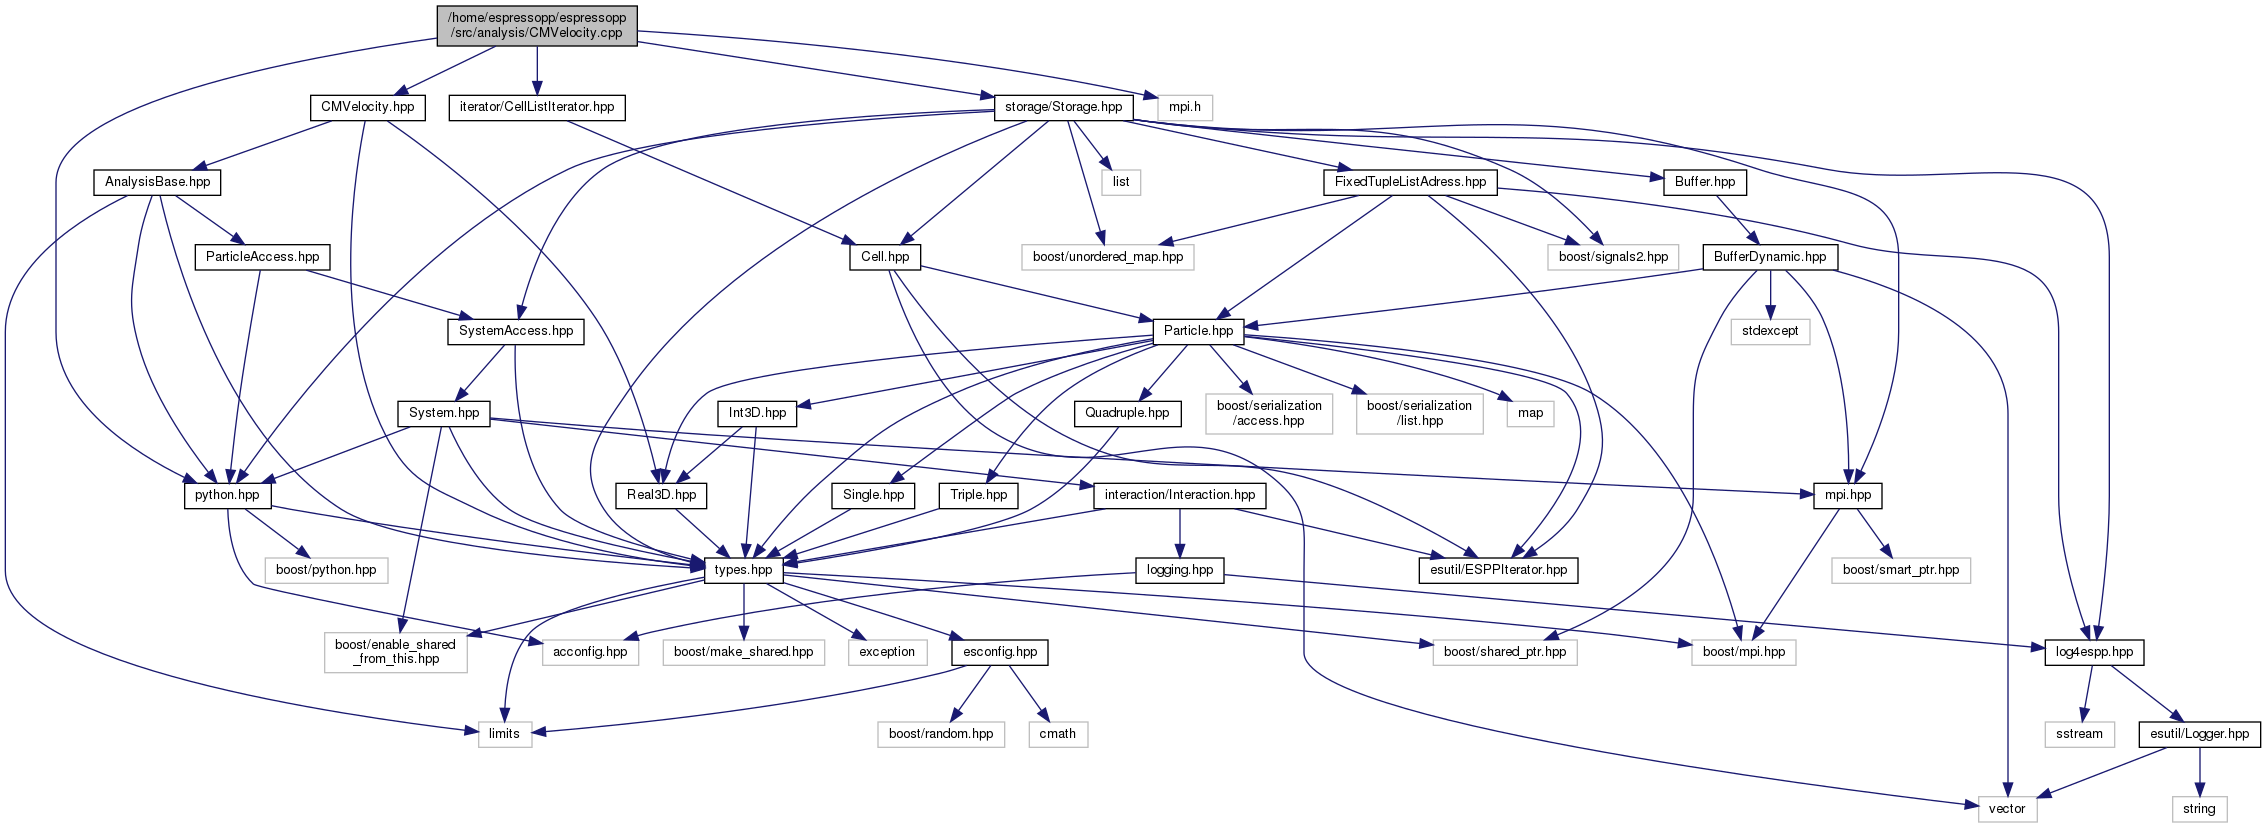 /home/espressopp/espressopp
/src/analysis/CMVelocity.cpp
CMVelocity.hpp
iterator/CellListIterator.hpp
storage/Storage.hpp
mpi.h
AnalysisBase.hpp
list
FixedTupleListAdress.hpp
Buffer.hpp
ParticleAccess.hpp
Cell.hpp
boost/unordered_map.hpp
boost/signals2.hpp
BufferDynamic.hpp
SystemAccess.hpp
Particle.hpp
stdexcept
System.hpp
Int3D.hpp
Quadruple.hpp
boost/serialization
/access.hpp
boost/serialization
/list.hpp
map
python.hpp
Real3D.hpp
Single.hpp
Triple.hpp
interaction/Interaction.hpp
mpi.hpp
boost/python.hpp
types.hpp
logging.hpp
esutil/ESPPIterator.hpp
boost/smart_ptr.hpp
boost/enable_shared
_from_this.hpp
acconfig.hpp
boost/make_shared.hpp
exception
esconfig.hpp
boost/shared_ptr.hpp
boost/mpi.hpp
log4espp.hpp
limits
boost/random.hpp
cmath
sstream
esutil/Logger.hpp
vector
string